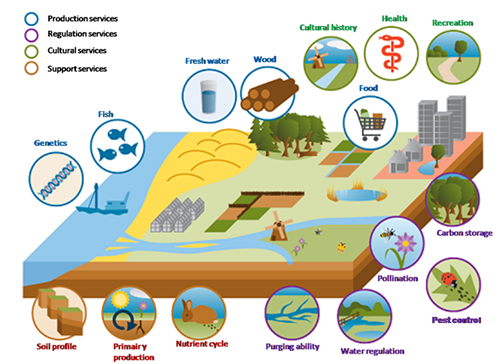 Production services
Regulation services
Cultural services
Support services
Cultural history
Health
Recreation
Fresh water
Wood
Food
Fish
Genetics
Carbon storage
Pollination
Pest control
Soil profile
Primairy
production
Nutrient cycle
Purging ability
Water regulation